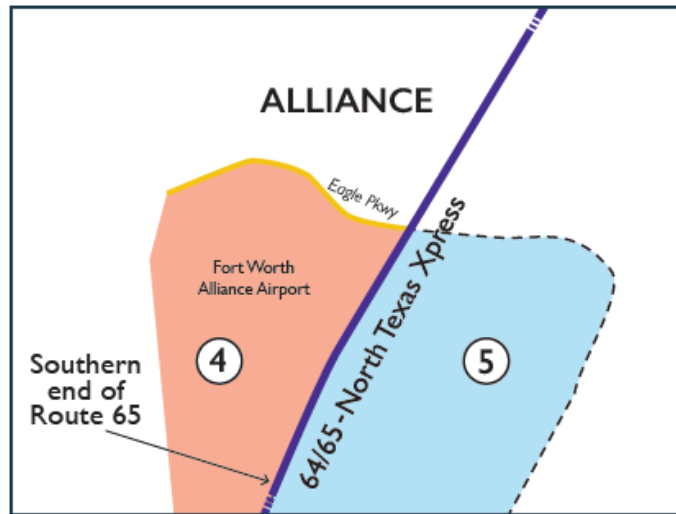 ALLIANCE
Eagle Pkwy
64/65 - North Texas Xpress
Fort Worth
Alliance Airport
4
5
Southern
end of
Route 65